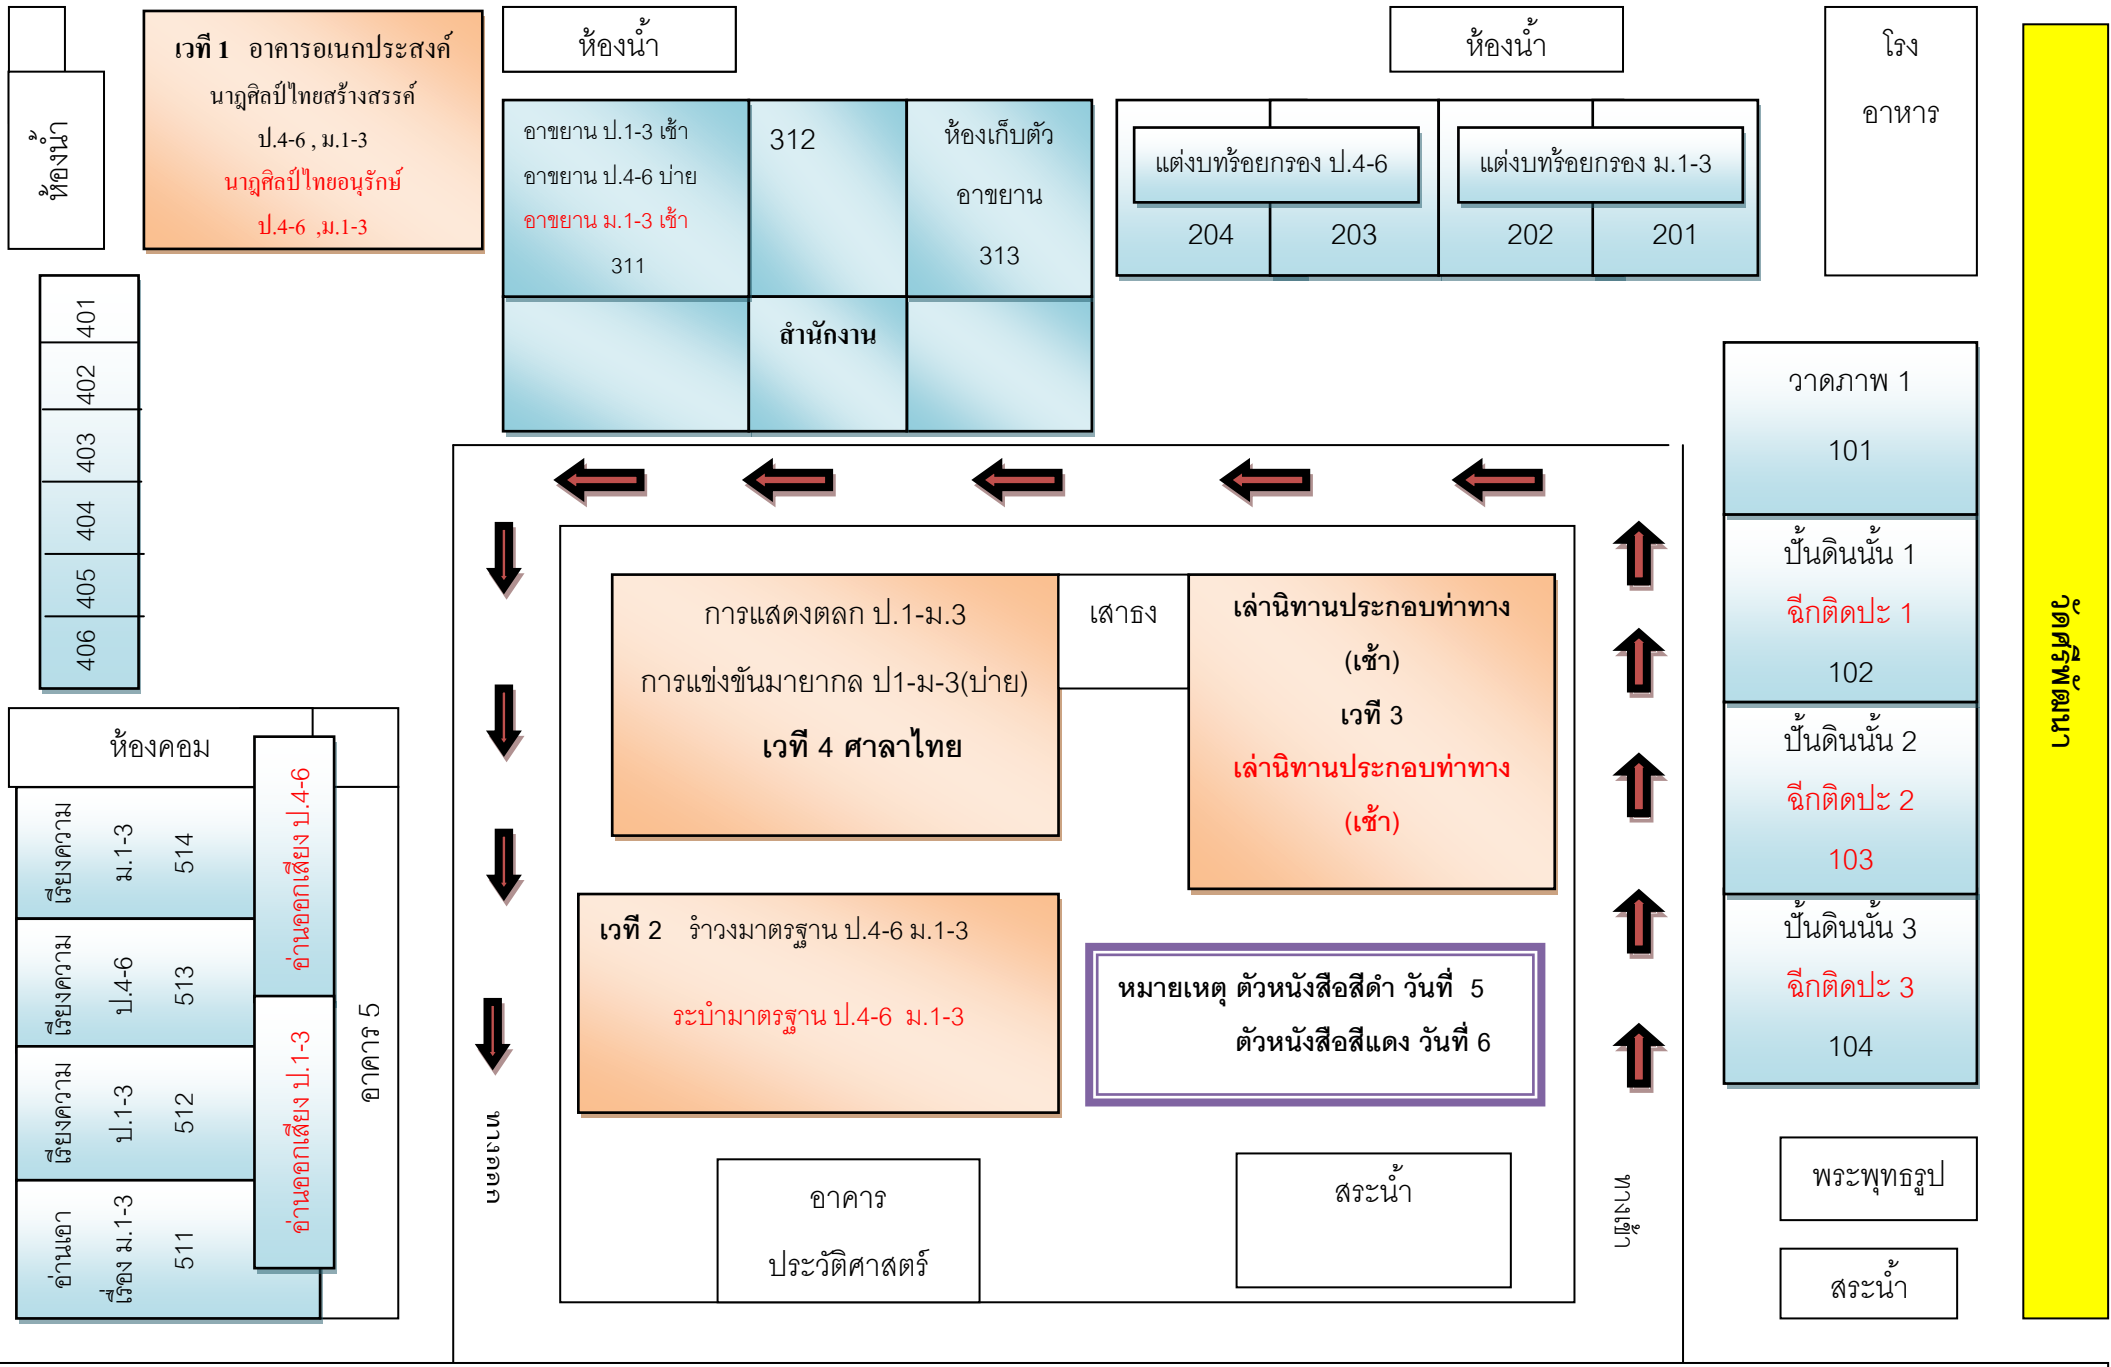 ห้องน้ำ
เวที 1 อาคารอเนกประสงค์
นาฎศิลป์ไทยสร้างสรรค์
ป.4-6 , ม.1-3
นาฎศิลป์ไทยอนุรักษ์
ป.4-6 ,ม.1-3
ห้องน้ำ
ห้องน้ำ
โรง
อาหาร
อาขยาน ป.1-3 เช้า
อาขยาน ป.4-6 บ่าย
อาขยาน ม.1-3 เช้า
311
312
ห้องเก็บตัว
อาขยาน
313
สำนักงาน
แต่งบทร้อยกรอง ป.4-6
แต่งบทร้อยกรอง ม.1-3
204
203
202
201
401
402
403
404
405
406
วาดภาพ 1
101
ปั้นดินนั้น 1
ฉีกติดปะ 1
102
ปั้นดินนั้น 2
ฉีกติดปะ 2
103
ปั้นดินนั้น 3
ฉีกติดปะ 3
104
วัดศรีพัฒนา
การแสดงตลก ป.1-ม.3
การแข่งขันมายากล ป1-ม-3(บ่าย)
เวที 4 ศาลาไทย
เสาธง
เล่านิทานประกอบท่าทาง
(เช้า)
เวที 3
เล่านิทานประกอบท่าทาง
(เช้า)
ห้องคอม
เรียงความ
ม.1-3
514
เรียงความ
ป.4-6
513
เรียงความ
ป.1-3
512
อ่านเอา
เรื่อง ม.1-3
511
อ่านออกเสียง ป.4-6
อ่านออกเสียง ป.1-3
อาคาร 5
เวที 2 รำวงมาตรฐาน ป.4-6 ม.1-3
ระบำมาตรฐาน ป.4-6 ม.1-3
หมายเหตุ ตัวหนังสือสีดำ วันที่ 5
ตัวหนังสือสีแดง วันที่ 6
ทางออก
ทางเข้า
อาคาร
ประวัติศาสตร์
สระน้ำ
พระพุทธรูป
สระน้ำ